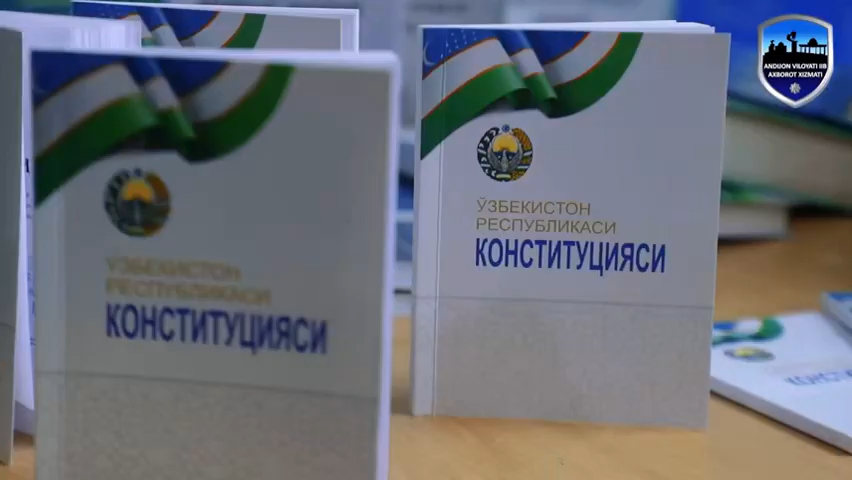 ANDIJON VILOYATI IIB
AXBOROT XIZMATI
ЎЗБЕКИСТОН
РЕСПУБЛИКАСИ
КОНСТИТУЦИЯСИ
ЎЗБЕКИСТОН
РЕСПУБЛИКАСИ
КОНСТИТУЦИЯСИ